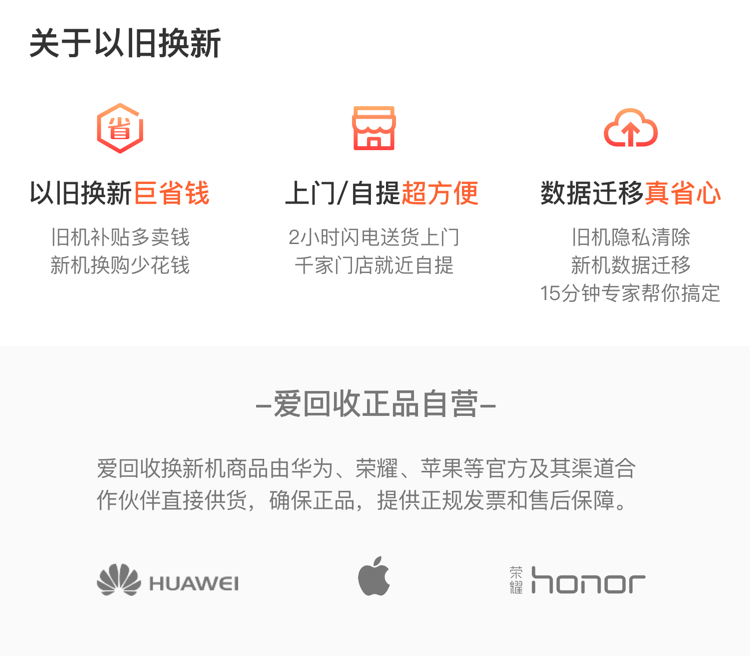 关于以旧换新
省
以旧换新巨省钱
旧机补贴多卖钱
新机换购少花钱
上门/自提超方便
2小时闪电送货上门
千家门店就近自提
数据迁移真省心
旧机隐私清除
新机数据迁移
15分钟专家帮你搞定
–爱回收正品自营–
爱回收换新机商品由华为、荣耀、苹果等官方及其渠道合
作伙伴直接供货，确保正品，提供正规发票和售后保障。
HUAWEI
荣耀 honor